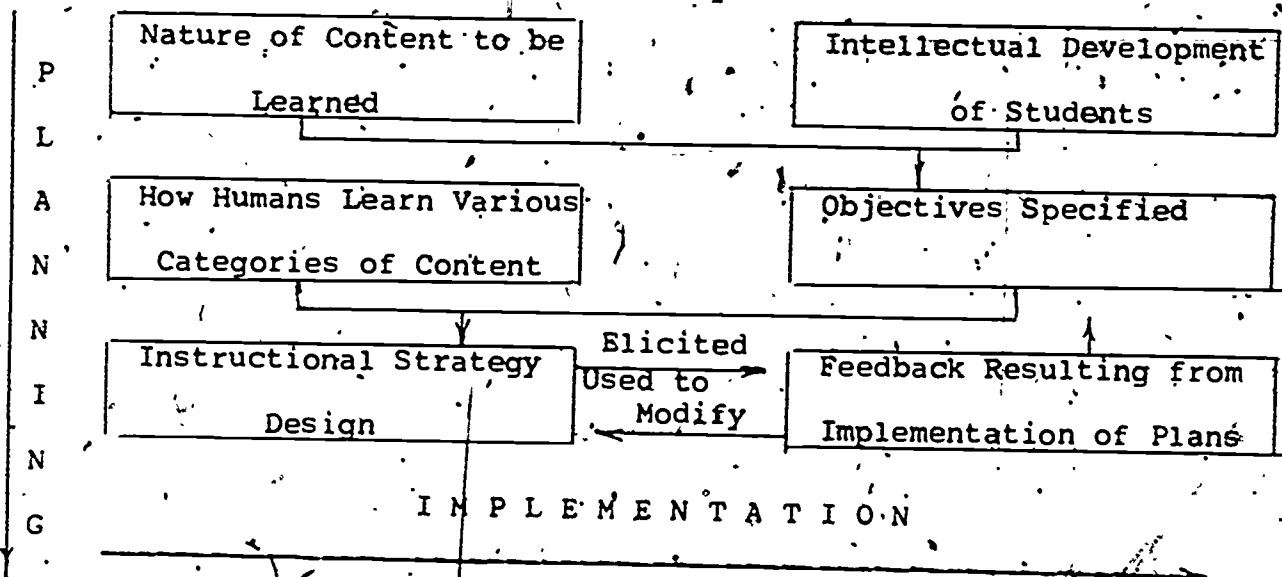 PLANNING
Nature of Content to be
Learned
Intellectual Development
of Students
How Humans Learn Various
Categories of Content
Objectives Specified
Instructional Strategy
Design
Elicited
Used to
Modify
Feedback Resulting from
Implementation of Plans
IMPLEMENTATION